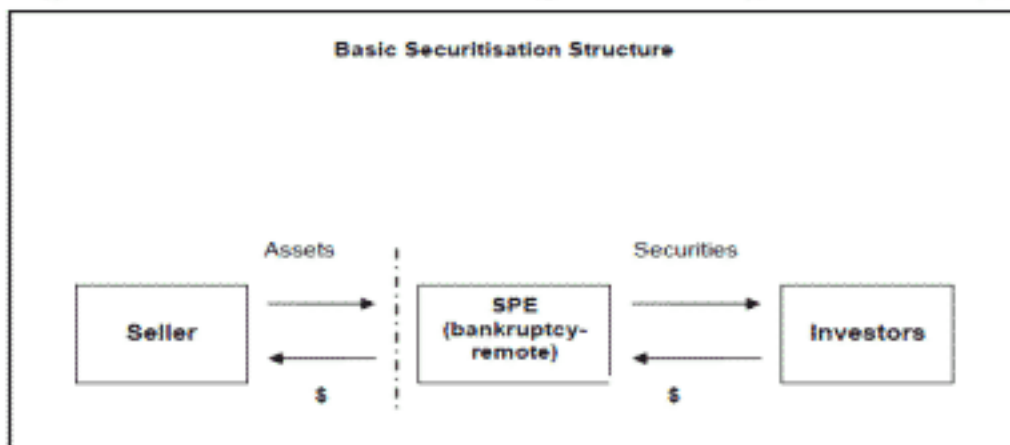 Basic Securitisation Structure
Assets
Securities
Seller
SPE
(bankruptcy-
remote)
Investors
$
$